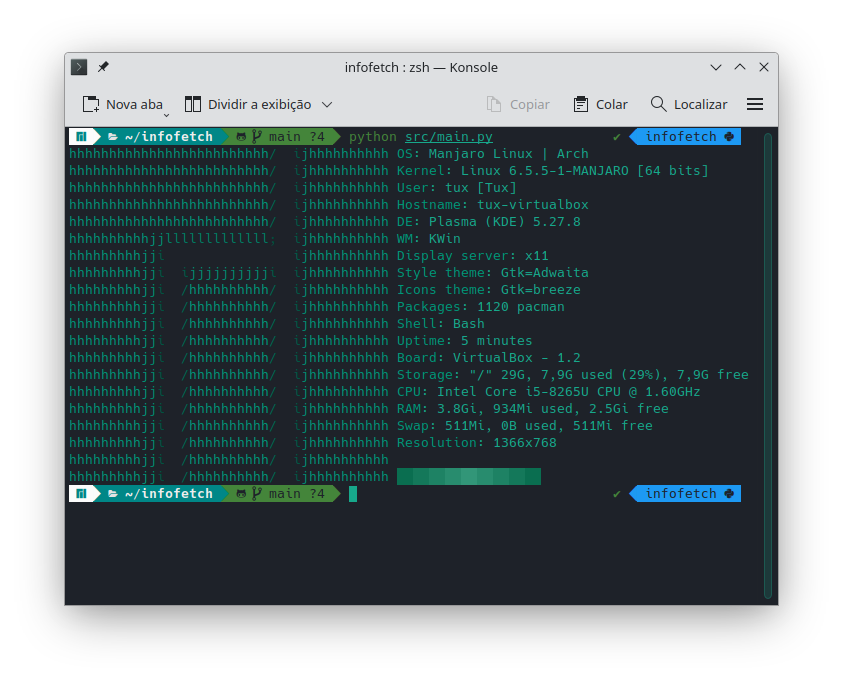 infofetch : zsh — Konsole
Nova aba Dividir a exibição Copiar Colar Localizar
~/infofetch main ?4 python src/main.py ✔ infofetch
hhhhhhhhhhhhhhhhhhhhhhhhh/  ijhhhhhhhhhh OS: Manjaro Linux | Arch
hhhhhhhhhhhhhhhhhhhhhhhhh/  ijhhhhhhhhhh Kernel: Linux 6.5.5-1-MANJARO [64 bits]
hhhhhhhhhhhhhhhhhhhhhhhhh/  ijhhhhhhhhhh User: tux [Tux]
hhhhhhhhhhhhhhhhhhhhhhhhh/  ijhhhhhhhhhh Hostname: tux-virtualbox
hhhhhhhhhhhhhhhhhhhhhhhhh/  ijhhhhhhhhhh DE: Plasma (KDE) 5.27.8
hhhhhhhhhhjjlllllllllllll;  ijhhhhhhhhhh WM: KWin
hhhhhhhhhjji                ijhhhhhhhhhh Display server: x11
hhhhhhhhhjji  ijjjjjjjjjji  ijhhhhhhhhhh Style theme: Gtk=Adwaita
hhhhhhhhhjji  /hhhhhhhhhh/  ijhhhhhhhhhh Icons theme: Gtk=breeze
hhhhhhhhhjji  /hhhhhhhhhh/  ijhhhhhhhhhh Packages: 1120 pacman
hhhhhhhhhjji  /hhhhhhhhhh/  ijhhhhhhhhhh Shell: Bash
hhhhhhhhhjji  /hhhhhhhhhh/  ijhhhhhhhhhh Uptime: 5 minutes
hhhhhhhhhjji  /hhhhhhhhhh/  ijhhhhhhhhhh Board: VirtualBox - 1.2
hhhhhhhhhjji  /hhhhhhhhhh/  ijhhhhhhhhhh Storage: "/" 29G, 7,9G used (29%), 7,9G free
hhhhhhhhhjji  /hhhhhhhhhh/  ijhhhhhhhhhh CPU: Intel Core i5-8265U CPU @ 1.60GHz
hhhhhhhhhjji  /hhhhhhhhhh/  ijhhhhhhhhhh RAM: 3.8Gi, 934Mi used, 2.5Gi free
hhhhhhhhhjji  /hhhhhhhhhh/  ijhhhhhhhhhh Swap: 511Mi, 0B used, 511Mi free
hhhhhhhhhjji  /hhhhhhhhhh/  ijhhhhhhhhhh Resolution: 1366x768
hhhhhhhhhjji  /hhhhhhhhhh/  ijhhhhhhhhhh
hhhhhhhhhjji  /hhhhhhhhhh/  ijhhhhhhhhhh
~/infofetch main ?4 ✔ infofetch